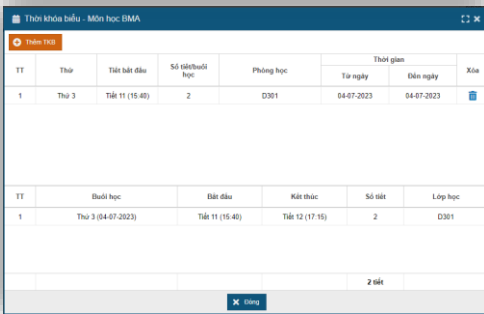 Thời khóa biểu - Môn học BMA
Thêm TKB
TT Thứ Tiết bắt đầu Số tiết/buổi học Phòng học Thời gian Từ ngày Đến ngày Xóa
1 Thứ 3 Tiết 11 (15:40) 2 D301 04-07-2023 04-07-2023
TT Buổi học Bắt đầu Kết thúc Số tiết Lớp học
1 Thứ 3 (04-07-2023) Tiết 11 (15:40) Tiết 12 (17:15) 2 D301
2 tiết
Đóng